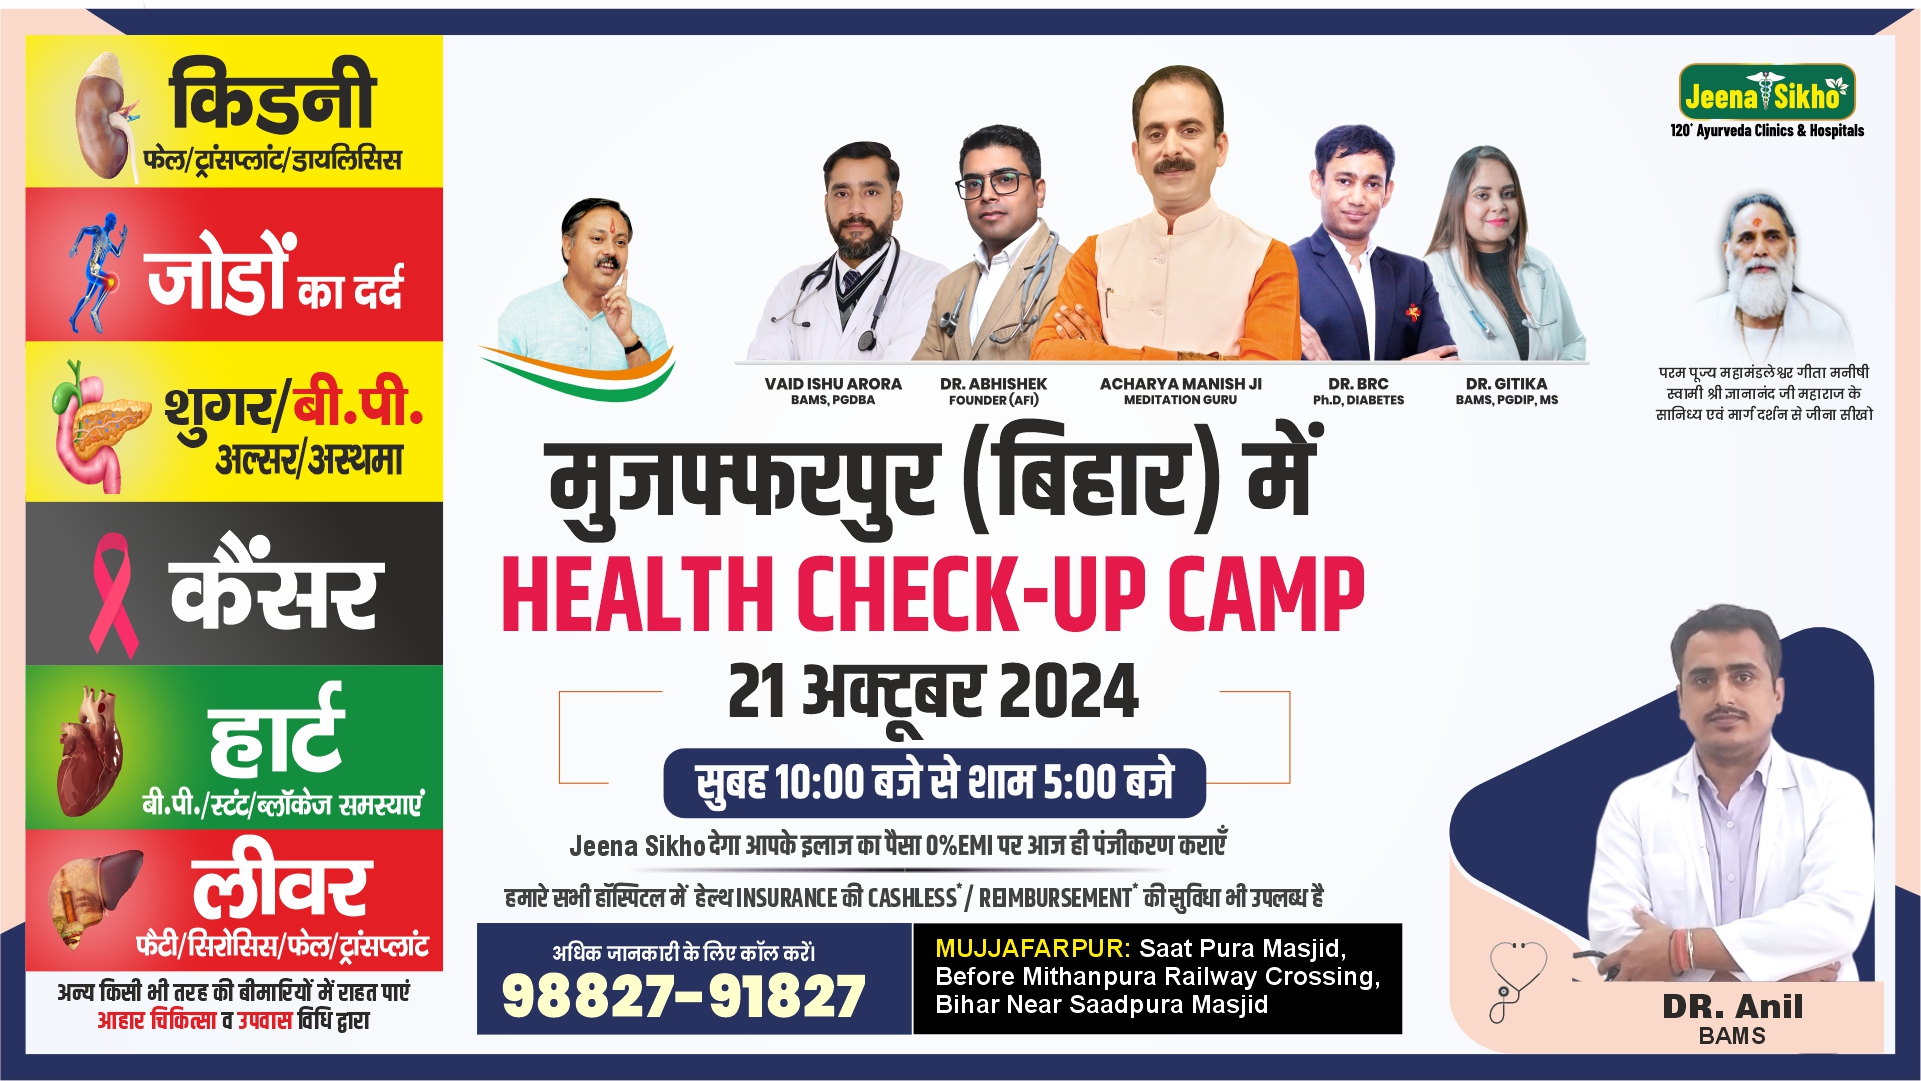 किडनी
फेल/ट्रांसप्लांट/डायलिसिस
जोडों का दर्द
शुगर/बी.पी.
अल्सर/अस्थमा
कैंसर
हार्ट
बी.पी./स्टंट/ब्लॉकेज समस्याएं
लीवर
फैटी/सिरोसिस/फेल/ट्रांसप्लांट
अन्य किसी भी तरह की बीमारियों में राहत पाएं
आहार चिकित्सा व उपवास विधि द्वारा
Jeena Sikho
120+ Ayurveda Clinics & Hospitals
परम पूज्य महामंडलेश्वर गीता मनीषी
स्वामी श्री ज्ञानानंद जी महाराज के
सानिध्य एवं मार्ग दर्शन से जीना सीखो
VAID ISHU ARORA
BAMS, PGDBA
DR. ABHISHEK
FOUNDER (AFI)
ACHARYA MANISH JI
MEDITATION GURU
DR. BRC
Ph.D, DIABETES
DR. GITIKA
BAMS, PGDIP, MS
मुजफ्फरपुर (बिहार) में
HEALTH CHECK-UP CAMP
21 अक्टूबर 2024
सुबह 10:00 बजे से शाम 5:00 बजे
Jeena Sikho देगा आपके इलाज का पैसा 0%EMI पर आज ही पंजीकरण कराएँ
हमारे सभी हॉस्पिटल में हेल्थ INSURANCE की CASHLESS* / REIMBURSEMENT* की सुविधा भी उपलब्ध है
अधिक जानकारी के लिए कॉल करें।
98827-91827
MUJJAFARPUR: Saat Pura Masjid,
Before Mithanpura Railway Crossing,
Bihar Near Saadpura Masjid
DR. Anil
BAMS